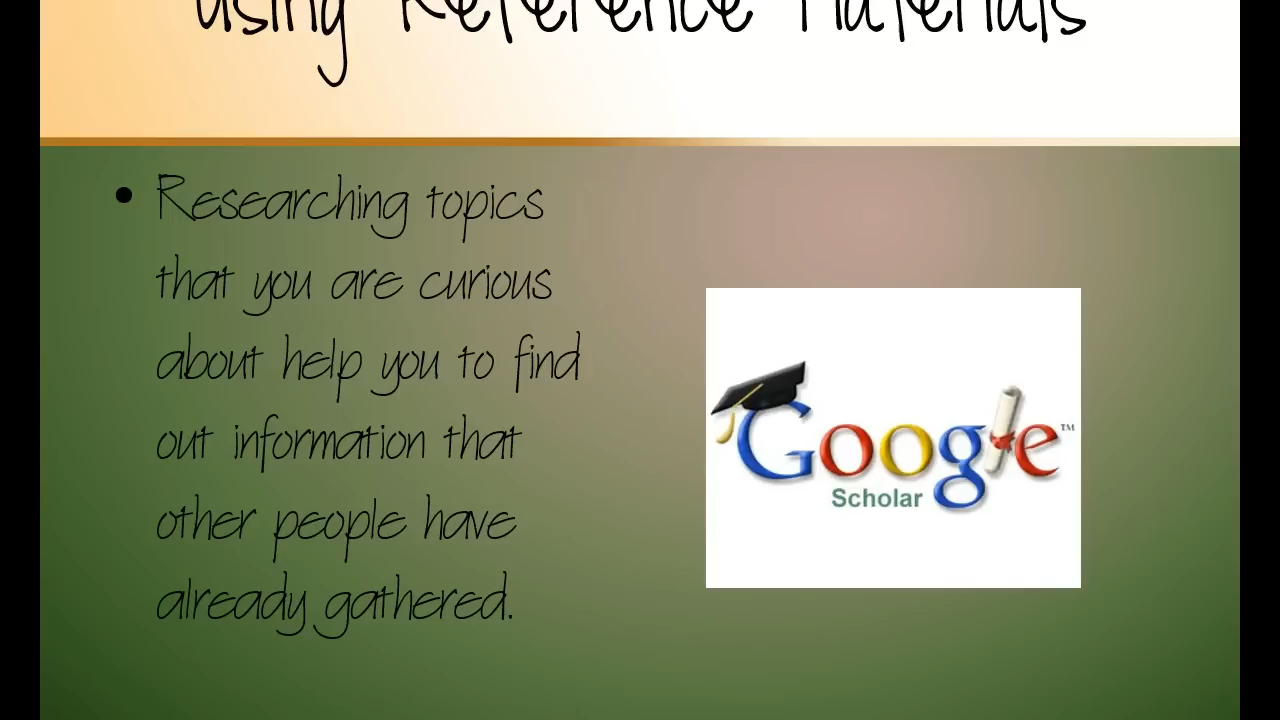 using Reference Materials
• Researching topics
that you are curious
about help you to find
out information that
other people have
already gathered.
Google™
Scholar